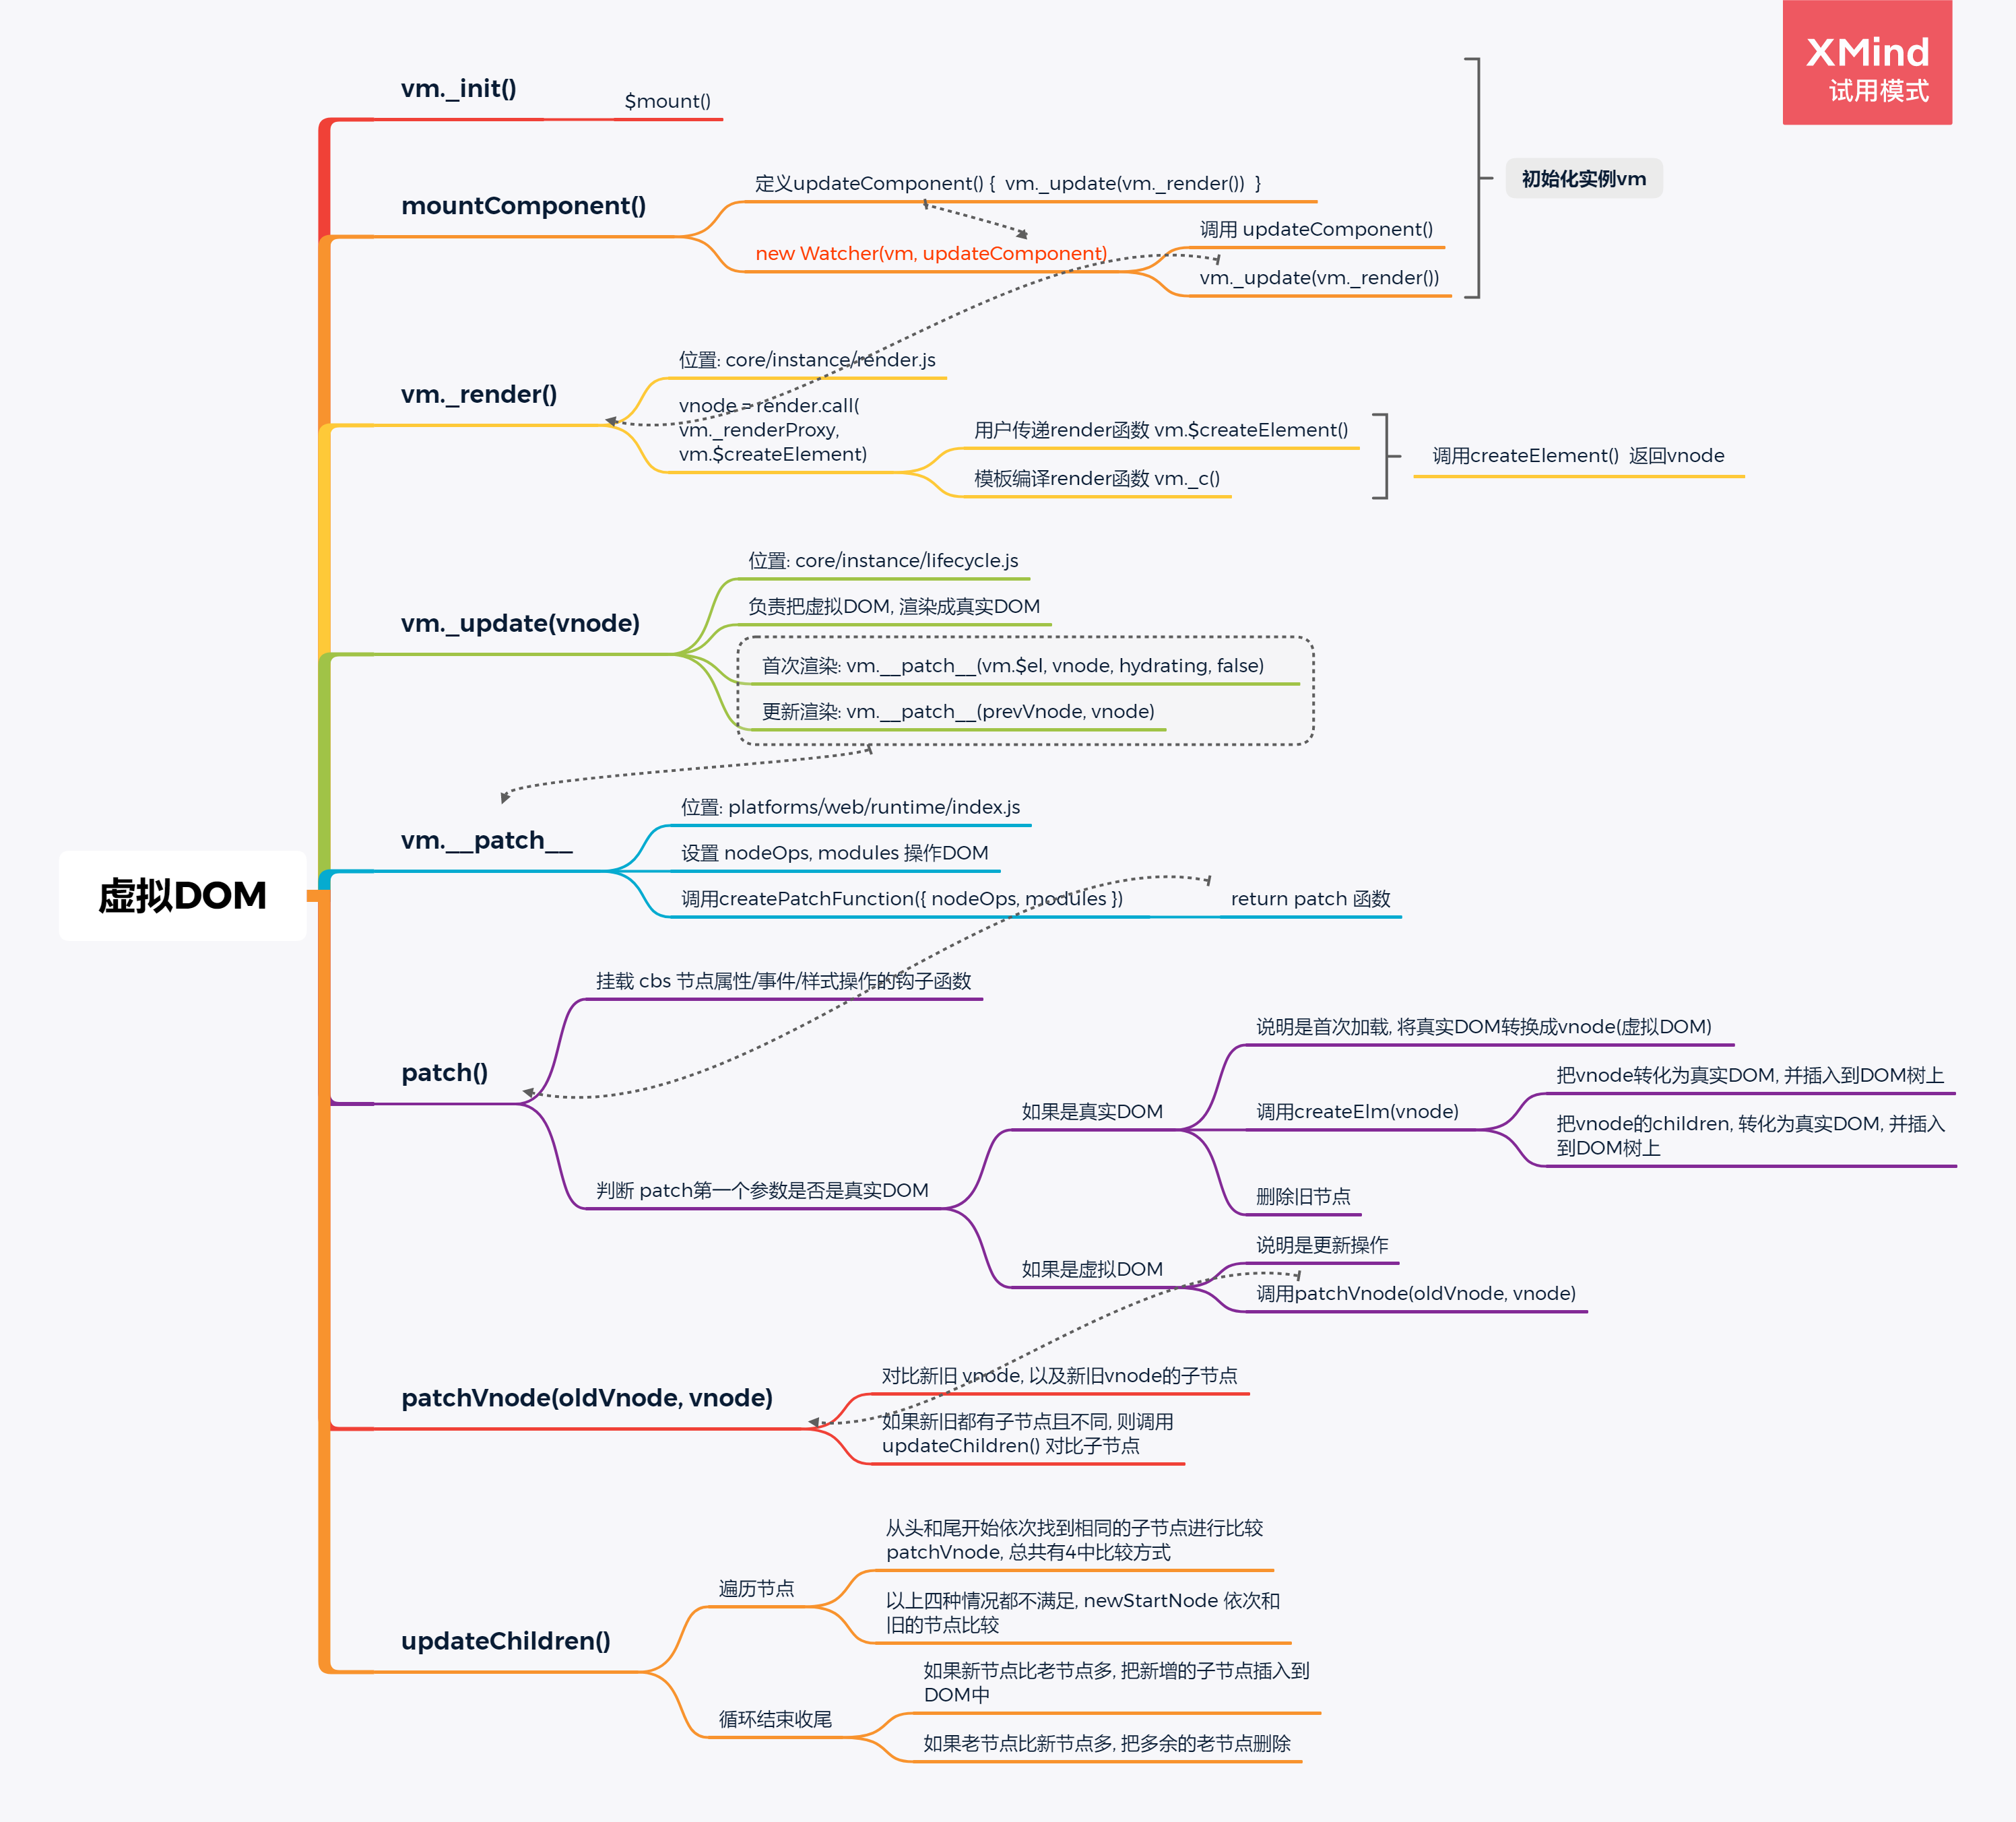 XMind
试用模式
vm._init()
$mount()
初始化实例vm
mountComponent()
定义updateComponent() {  vm._update(vm._render())  }
new Watcher(vm, updateComponent)
调用 updateComponent()
vm._update(vm._render())
vm._render()
位置: core/instance/render.js
vnode = render.call(
vm._renderProxy,
vm.$createElement)
用户传递render函数 vm.$createElement()
模板编译render函数 vm._c()
调用createElement()  返回vnode
vm._update(vnode)
位置: core/instance/lifecycle.js
负责把虚拟DOM, 渲染成真实DOM
首次渲染: vm.__patch__(vm.$el, vnode, hydrating, false)
更新渲染: vm.__patch__(prevVnode, vnode)
虚拟DOM
vm.__patch__
位置: platforms/web/runtime/index.js
设置 nodeOps, modules 操作DOM
调用createPatchFunction({ nodeOps, modules })
return patch 函数
patch()
挂载 cbs 节点属性/事件/样式操作的钩子函数
判断 patch第一个参数是否是真实DOM
如果是真实DOM
说明是首次加载, 将真实DOM转换成vnode(虚拟DOM)
调用createElm(vnode)
把vnode转化为真实DOM, 并插入到DOM树上
把vnode的children, 转化为真实DOM, 并插入
到DOM树上
删除旧节点
如果是虚拟DOM
说明是更新操作
调用patchVnode(oldVnode, vnode)
patchVnode(oldVnode, vnode)
对比新旧 vnode, 以及新旧vnode的子节点
如果新旧都有子节点且不同, 则调用
updateChildren() 对比子节点
updateChildren()
遍历节点
从头和尾开始依次找到相同的子节点进行比较
patchVnode, 总共有4中比较方式
以上四种情况都不满足, newStartNode 依次和
旧的节点比较
循环结束收尾
如果新节点比老节点多, 把新增的子节点插入到
DOM中
如果老节点比新节点多, 把多余的老节点删除